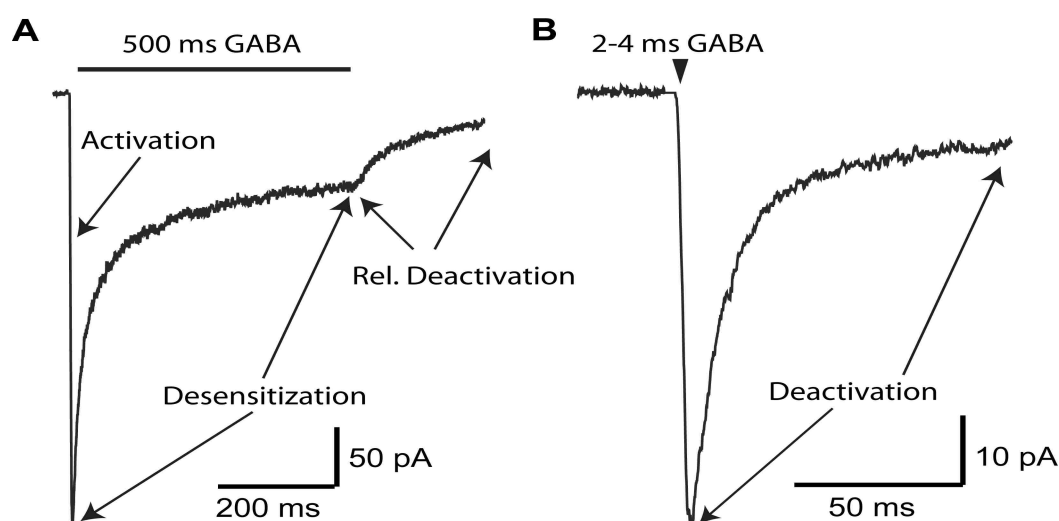 A
500 ms GABA
Activation
Rel. Deactivation
Desensitization
50 pA
200 ms
B
2-4 ms GABA
Deactivation
10 pA
50 ms